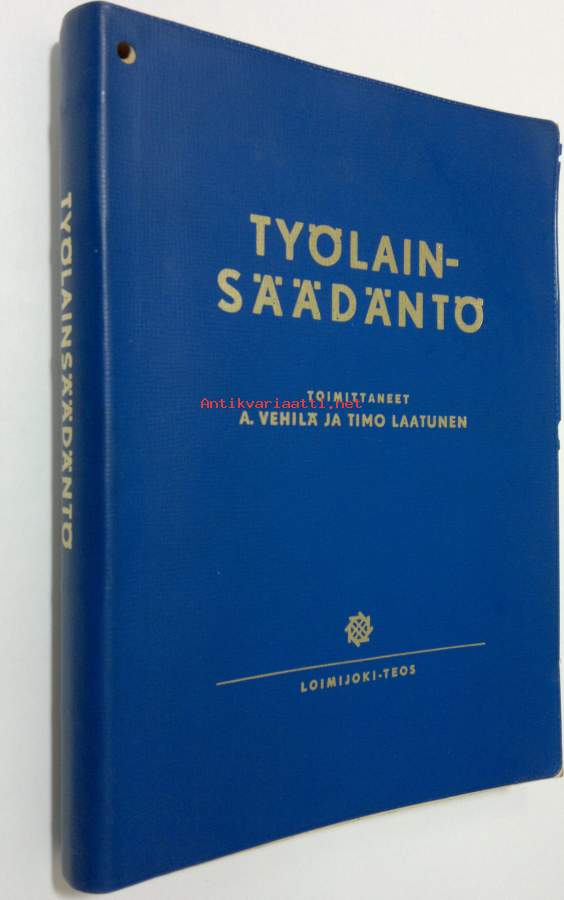 TYÖLAINSÄÄDÄNTÖ
TYÖLAIN-
SÄÄDÄNTÖ
TOIMITTANEET
Antikvariaatti.net
A. VEHILÄ JA TIMO LAATUNEN
LOIMIJOKI-TEOS